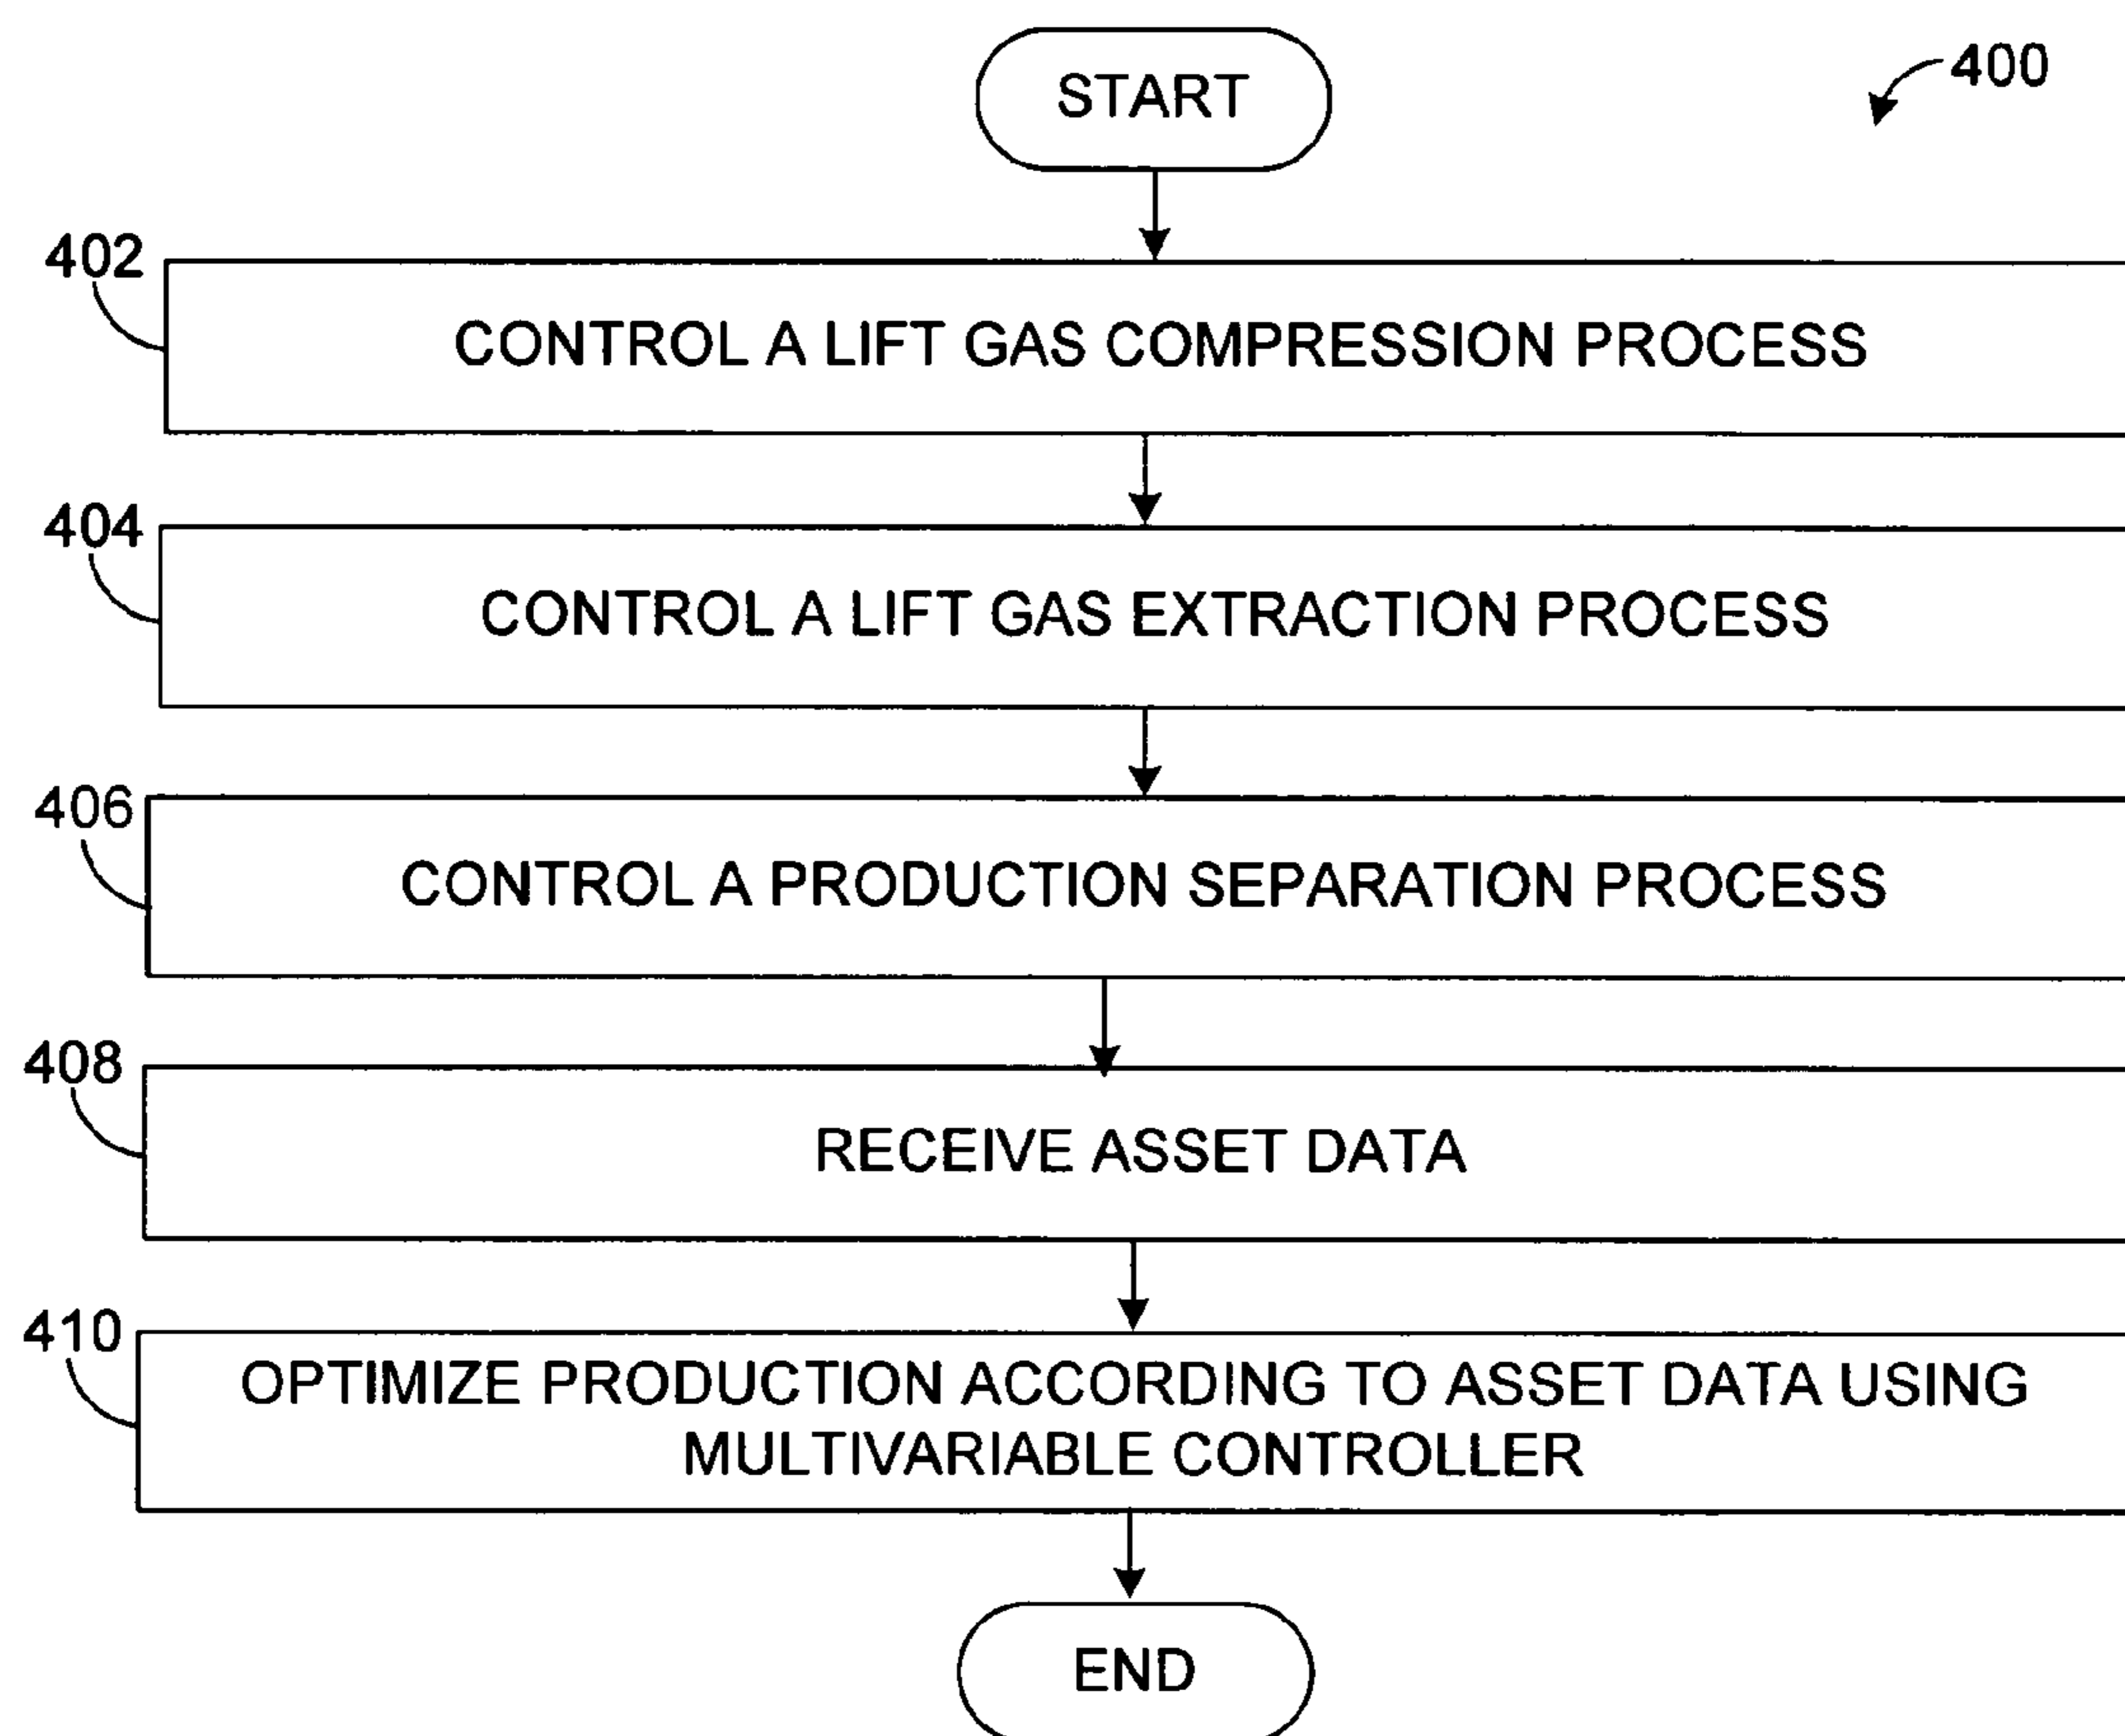 START
400
402
CONTROL A LIFT GAS COMPRESSION PROCESS
404
CONTROL A LIFT GAS EXTRACTION PROCESS
406
CONTROL A PRODUCTION SEPARATION PROCESS
408
RECEIVE ASSET DATA
410
OPTIMIZE PRODUCTION ACCORDING TO ASSET DATA USING
MULTIVARIABLE CONTROLLER
END